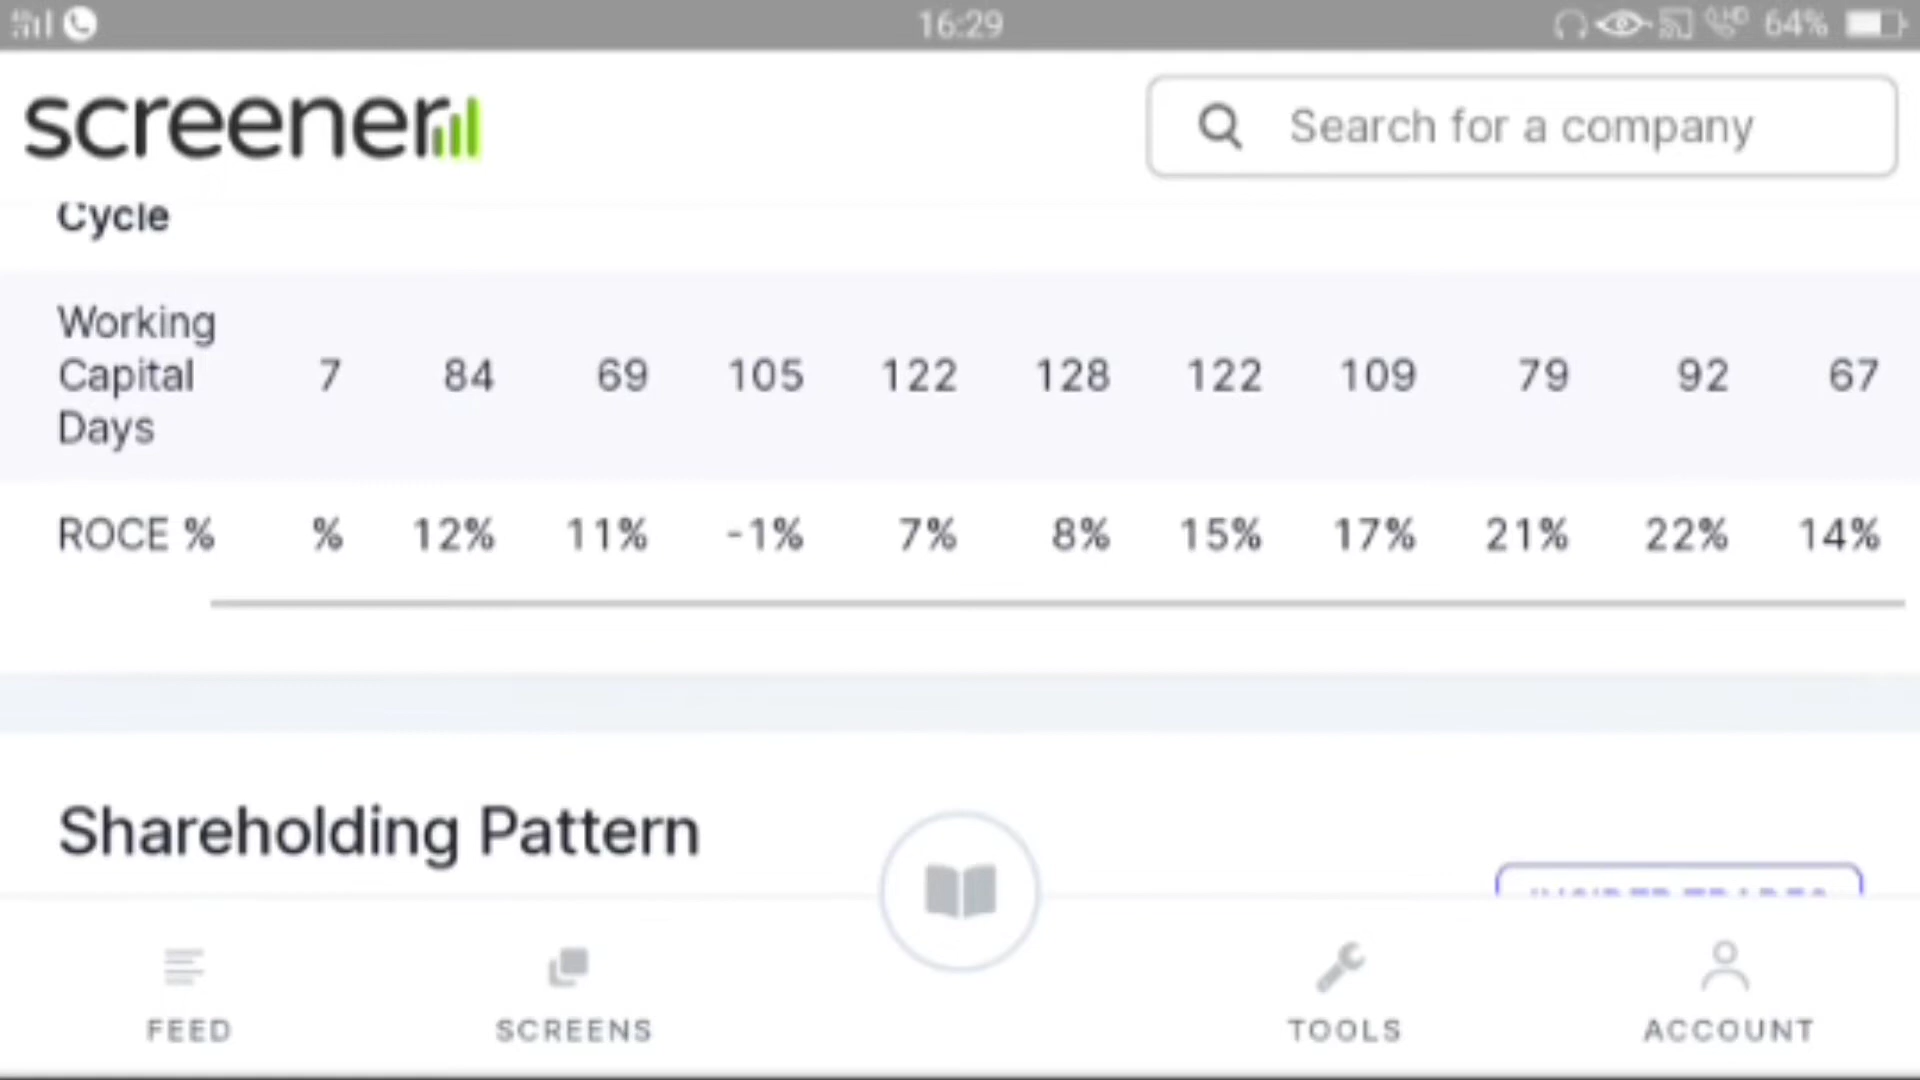 16:29 64%
screener
Search for a company
Cycle
Working Capital Days 7 84 69 105 122 128 122 109 79 92 67
ROCE % % 12% 11% -1% 7% 8% 15% 17% 21% 22% 14%
Shareholding Pattern
FEED SCREENS TOOLS ACCOUNT